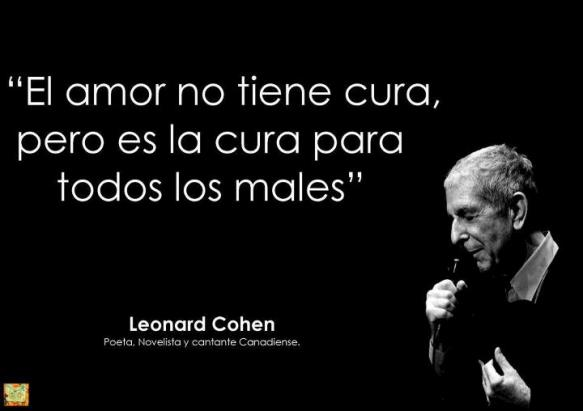 “El amor no tiene cura,
pero es la cura para
todos los males”
Leonard Cohen
Poeta, Novelista y cantante Canadiense.